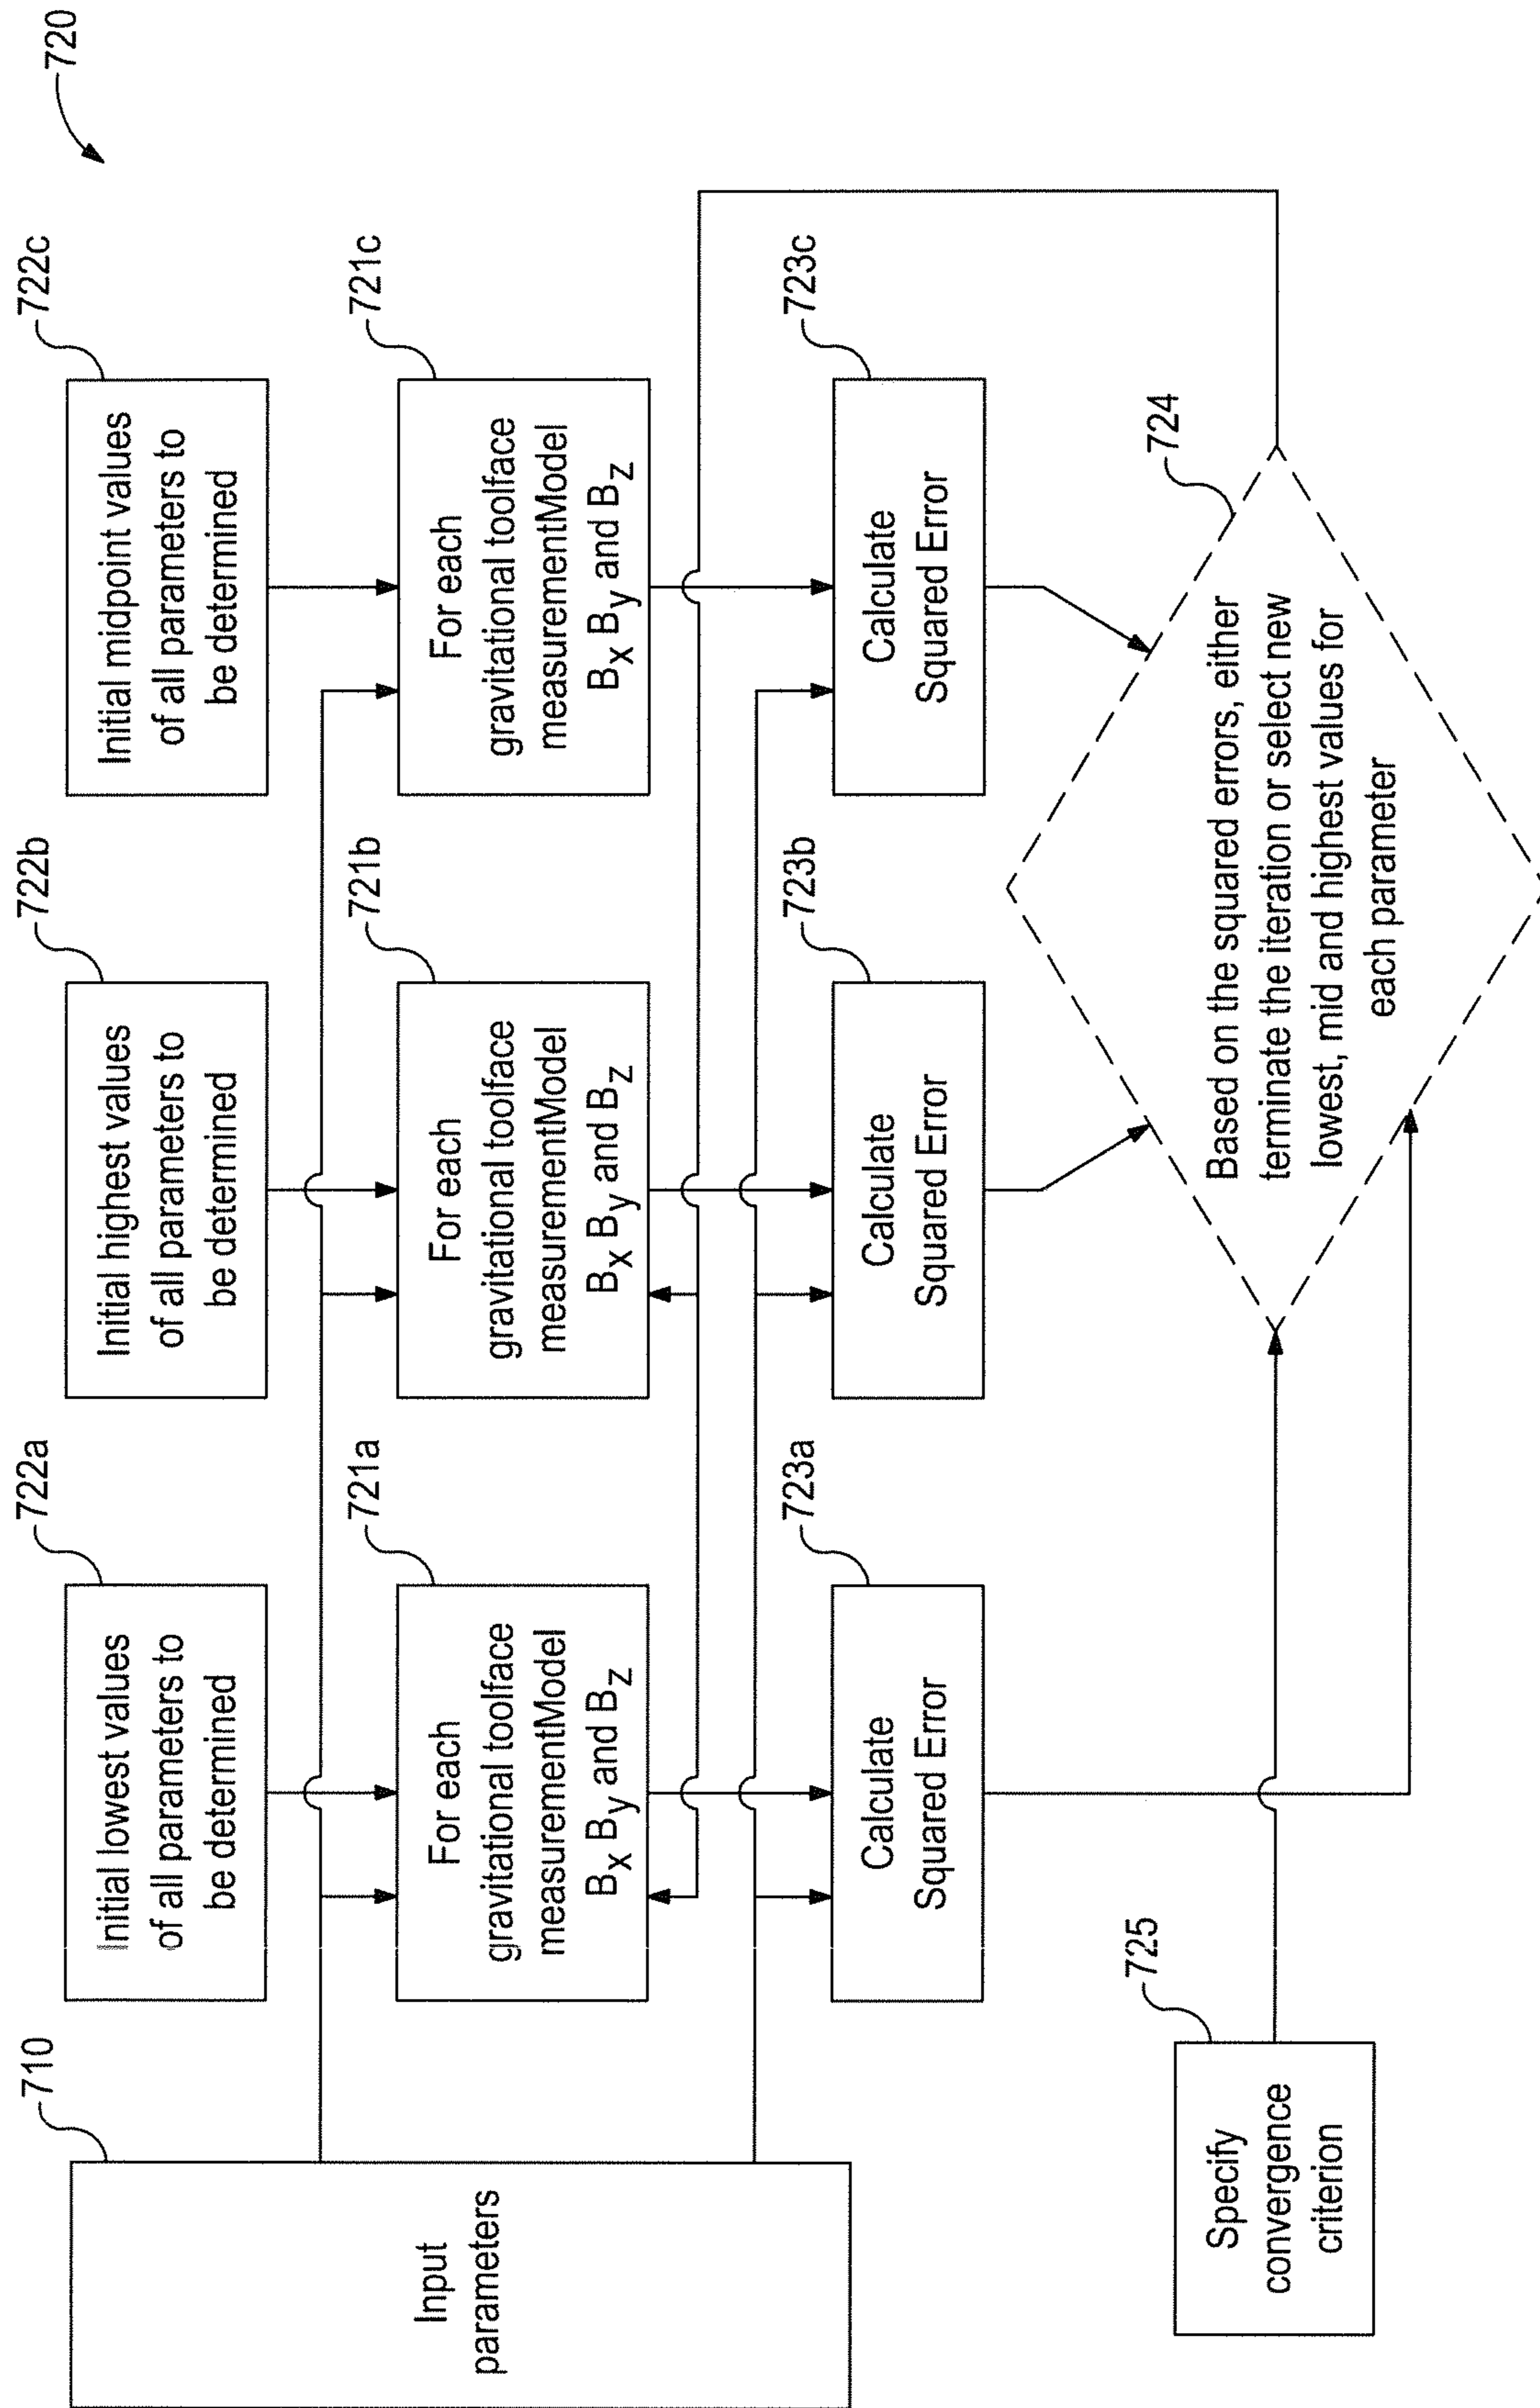 720
710
Input
parameters
722a
Initial lowest values
of all parameters to
be determined
722b
Initial highest values
of all parameters to
be determined
722c
Initial midpoint values
of all parameters to
be determined
721a
For each
gravitational toolface
measurementModel
Bx By and Bz
721b
For each
gravitational toolface
measurementModel
Bx By and Bz
721c
For each
gravitational toolface
measurementModel
Bx By and Bz
723a
Calculate
Squared Error
723b
Calculate
Squared Error
723c
Calculate
Squared Error
725
Specify
convergence
criterion
724
Based on the squared errors, either
terminate the iteration or select new
lowest, mid and highest values for
each parameter